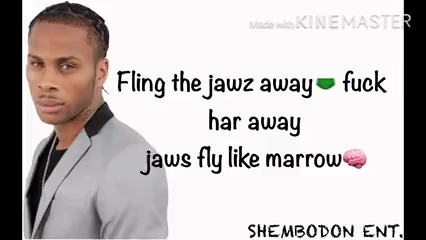 Made with KINEMASTER
Fling the jawz away🩲 fuck
har away
jaws fly like marrow🧠
SHEMBODON ENT.